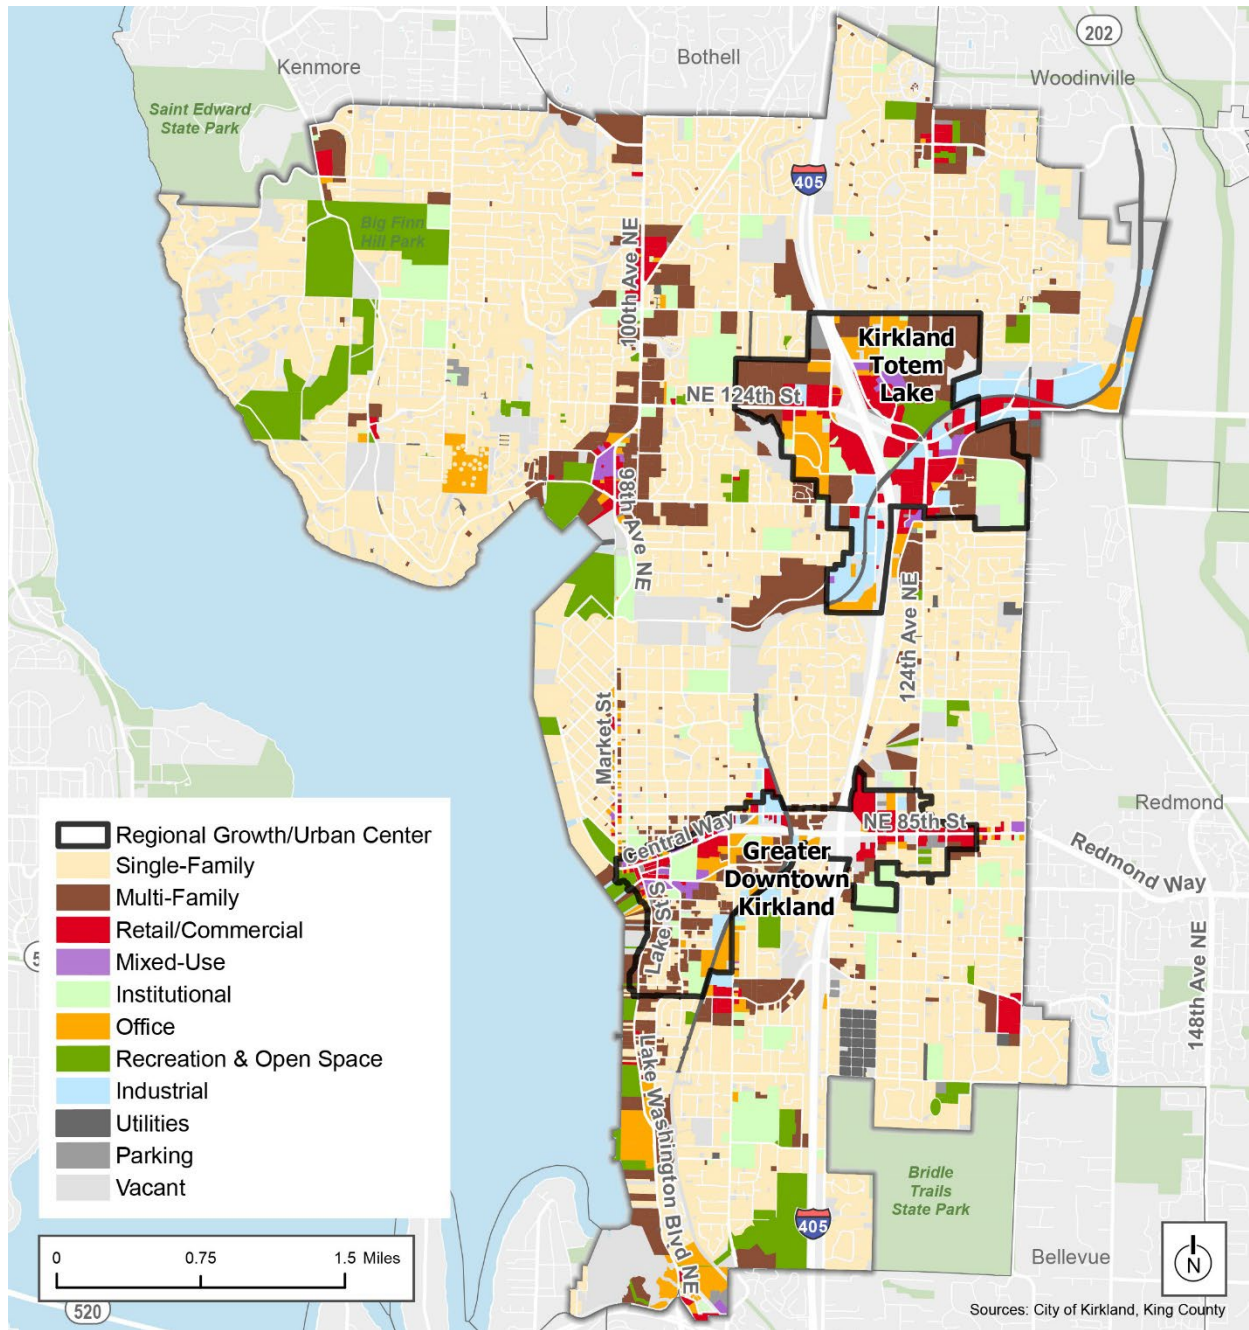 202
Kenmore
Bothell
Woodinville
Saint Edward
State Park
405
Big Finn
Hill Park
100th Ave NE
Kirkland
Totem
Lake
NE 124th St
98th Ave NE
124th Ave NE
Market St
Redmond
NE 85th St
Central Way
Redmond Way
Greater
Downtown
Kirkland
Lake St S
148th Ave NE
Lake Washington Blvd NE
Bridle
Trails
State Park
405
Bellevue
Regional Growth/Urban Center
Single-Family
Multi-Family
Retail/Commercial
Mixed-Use
Institutional
Office
Recreation & Open Space
Industrial
Utilities
Parking
Vacant
0 0.75 1.5 Miles
N
520
Sources: City of Kirkland, King County